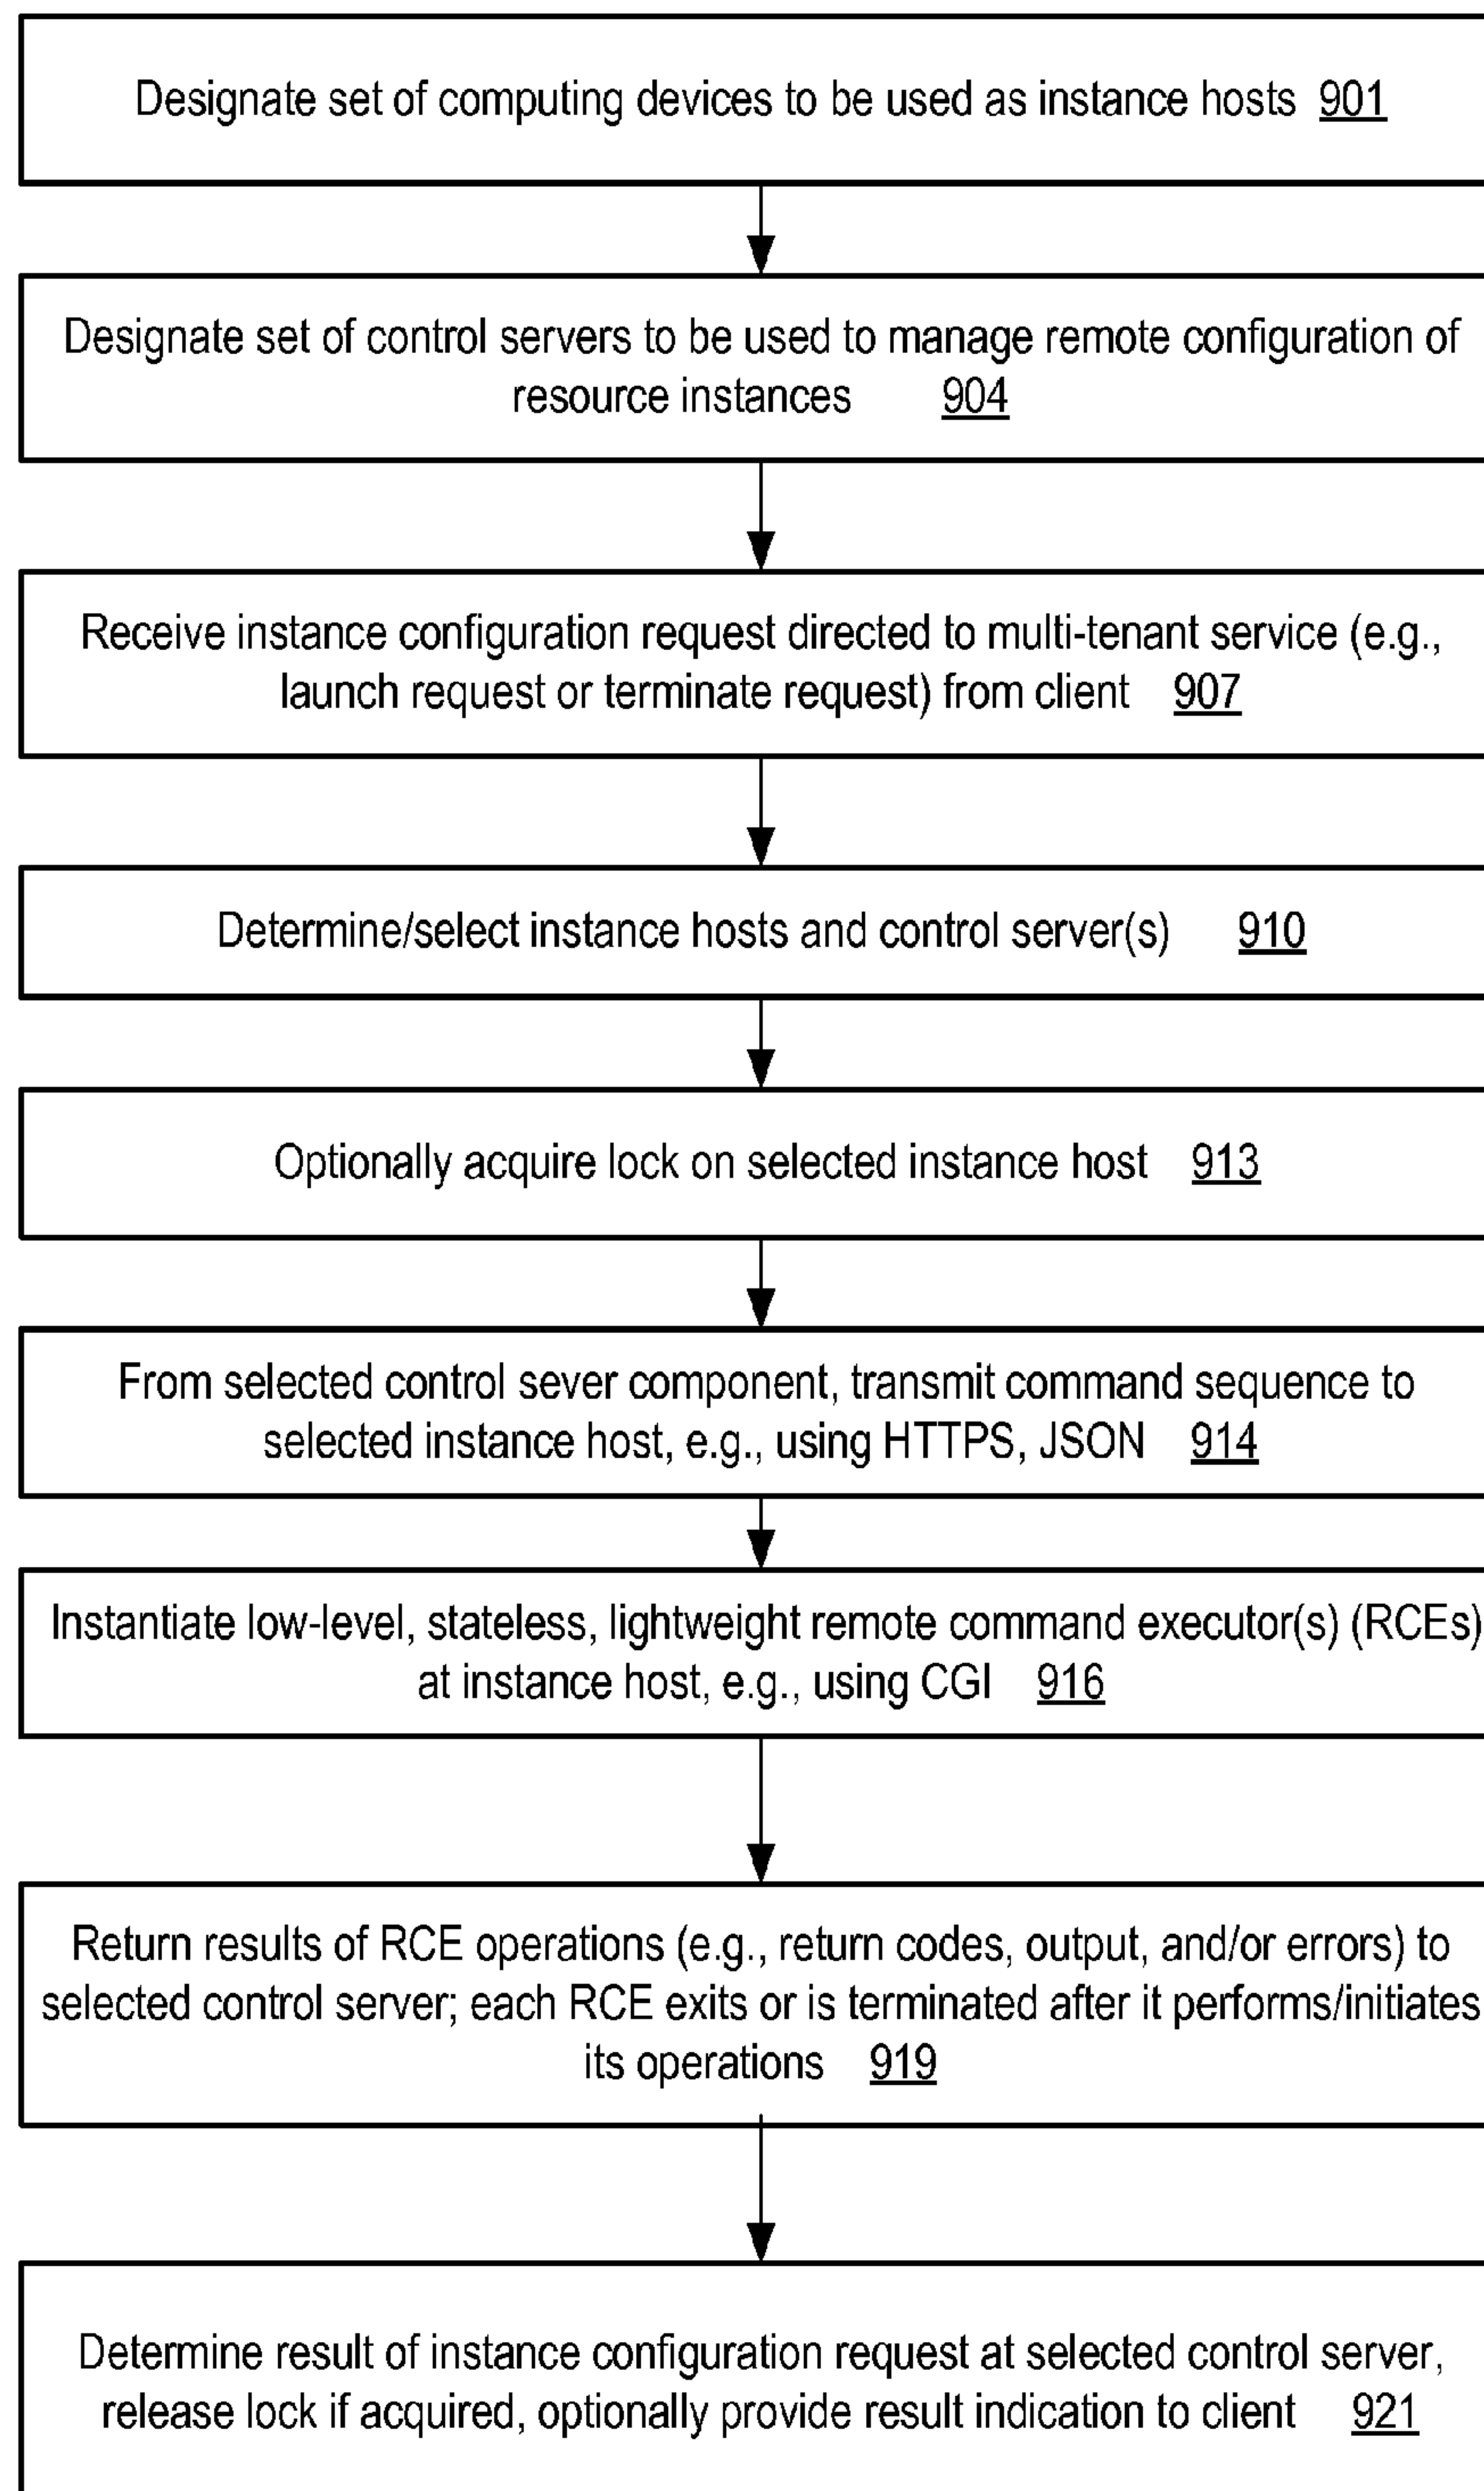 Designate set of computing devices to be used as instance hosts 901
Designate set of control servers to be used to manage remote configuration of
resource instances 904
Receive instance configuration request directed to multi-tenant service (e.g.,
launch request or terminate request) from client 907
Determine/select instance hosts and control server(s) 910
Optionally acquire lock on selected instance host 913
From selected control sever component, transmit command sequence to
selected instance host, e.g., using HTTPS, JSON 914
Instantiate low-level, stateless, lightweight remote command executor(s) (RCEs)
at instance host, e.g., using CGI 916
Return results of RCE operations (e.g., return codes, output, and/or errors) to
selected control server; each RCE exits or is terminated after it performs/initiates
its operations 919
Determine result of instance configuration request at selected control server,
release lock if acquired, optionally provide result indication to client 921